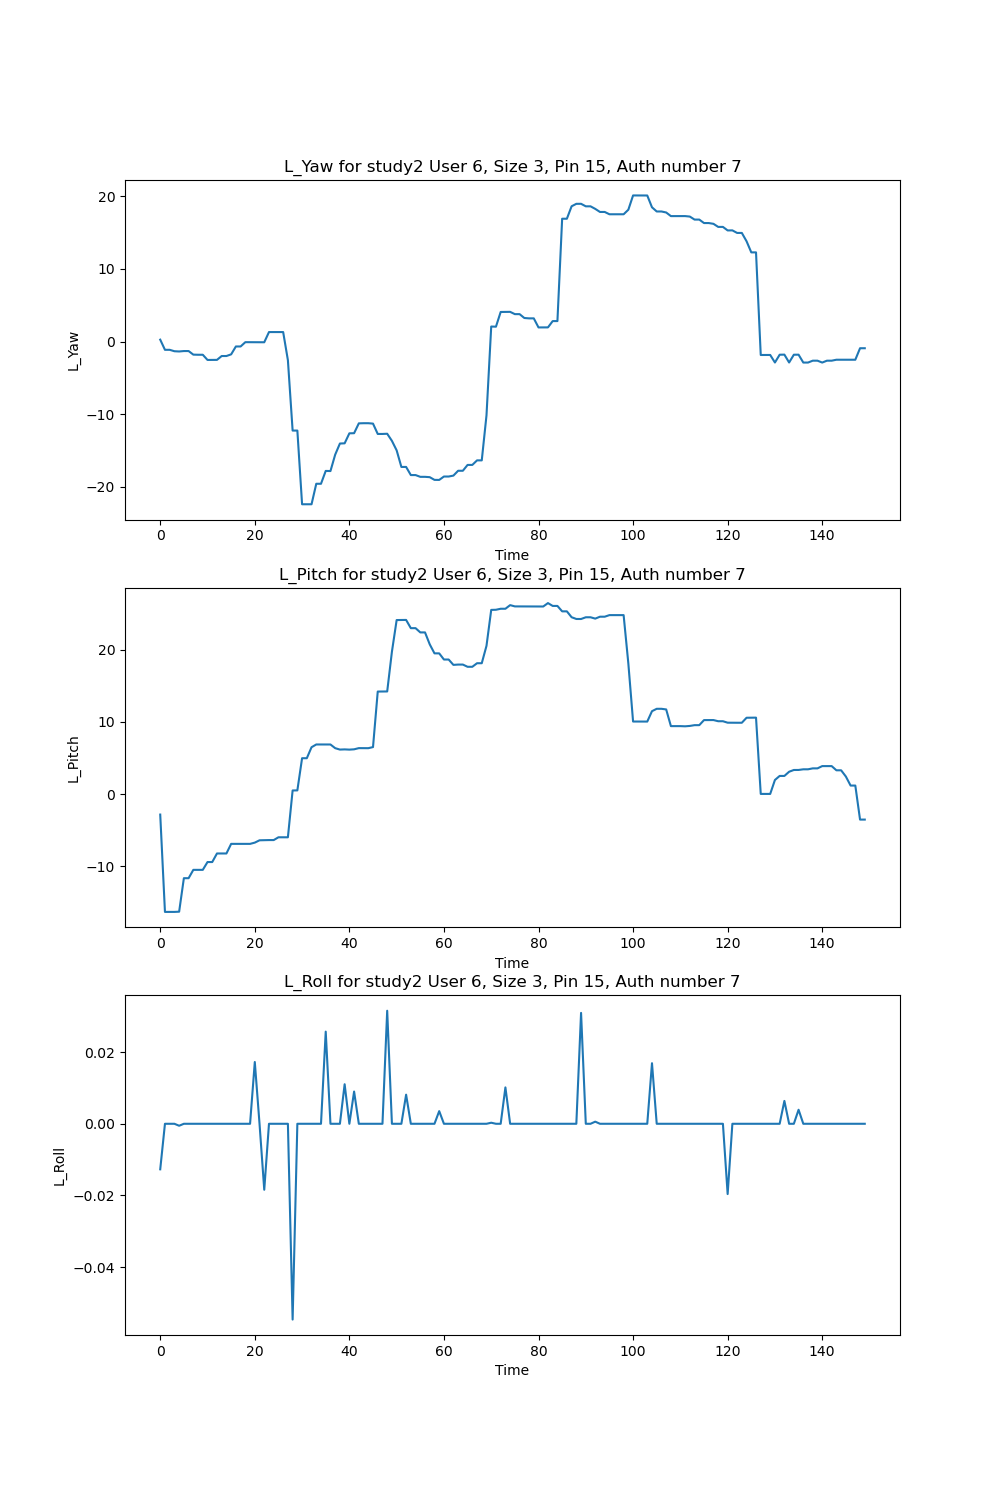 L_Yaw for study2 User 6, Size 3, Pin 15, Auth number 7
20
10
0
−10
−20
L_Yaw
0 20 40 60 80 100 120 140
Time
L_Pitch for study2 User 6, Size 3, Pin 15, Auth number 7
20
10
0
−10
L_Pitch
0 20 40 60 80 100 120 140
Time
L_Roll for study2 User 6, Size 3, Pin 15, Auth number 7
0.02
0.00
−0.02
−0.04
L_Roll
0 20 40 60 80 100 120 140
Time